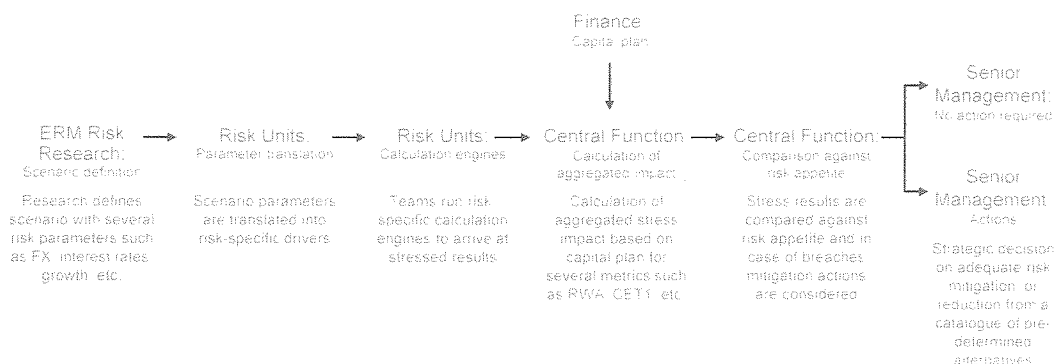 Finance
Capital plan
ERM Risk
Research:
Scenario definition
Research defines
scenario with several
risk parameters such
as FX, interest rates
growth, etc.
Risk Units:
Parameter translation
Scenario parameters
are translated into
risk-specific drivers
Risk Units:
Calculation engines
Teams run risk
specific calculation
engines to arrive at
stressed results
Central Function
Calculation of
aggregated impact
Calculation of
aggregated stress
impact based on
capital plan for
several metrics such
as RWA, CET1, etc
Central Function:
Comparison against
risk appetite
Stress results are
compared against
risk appetite and in
case of breaches
mitigation actions
are considered
Senior
Management:
No action required
Senior
Management
Actions
Strategic decision
on adequate risk
mitigation or
reduction from a
catalogue of pre-
determined
alternatives